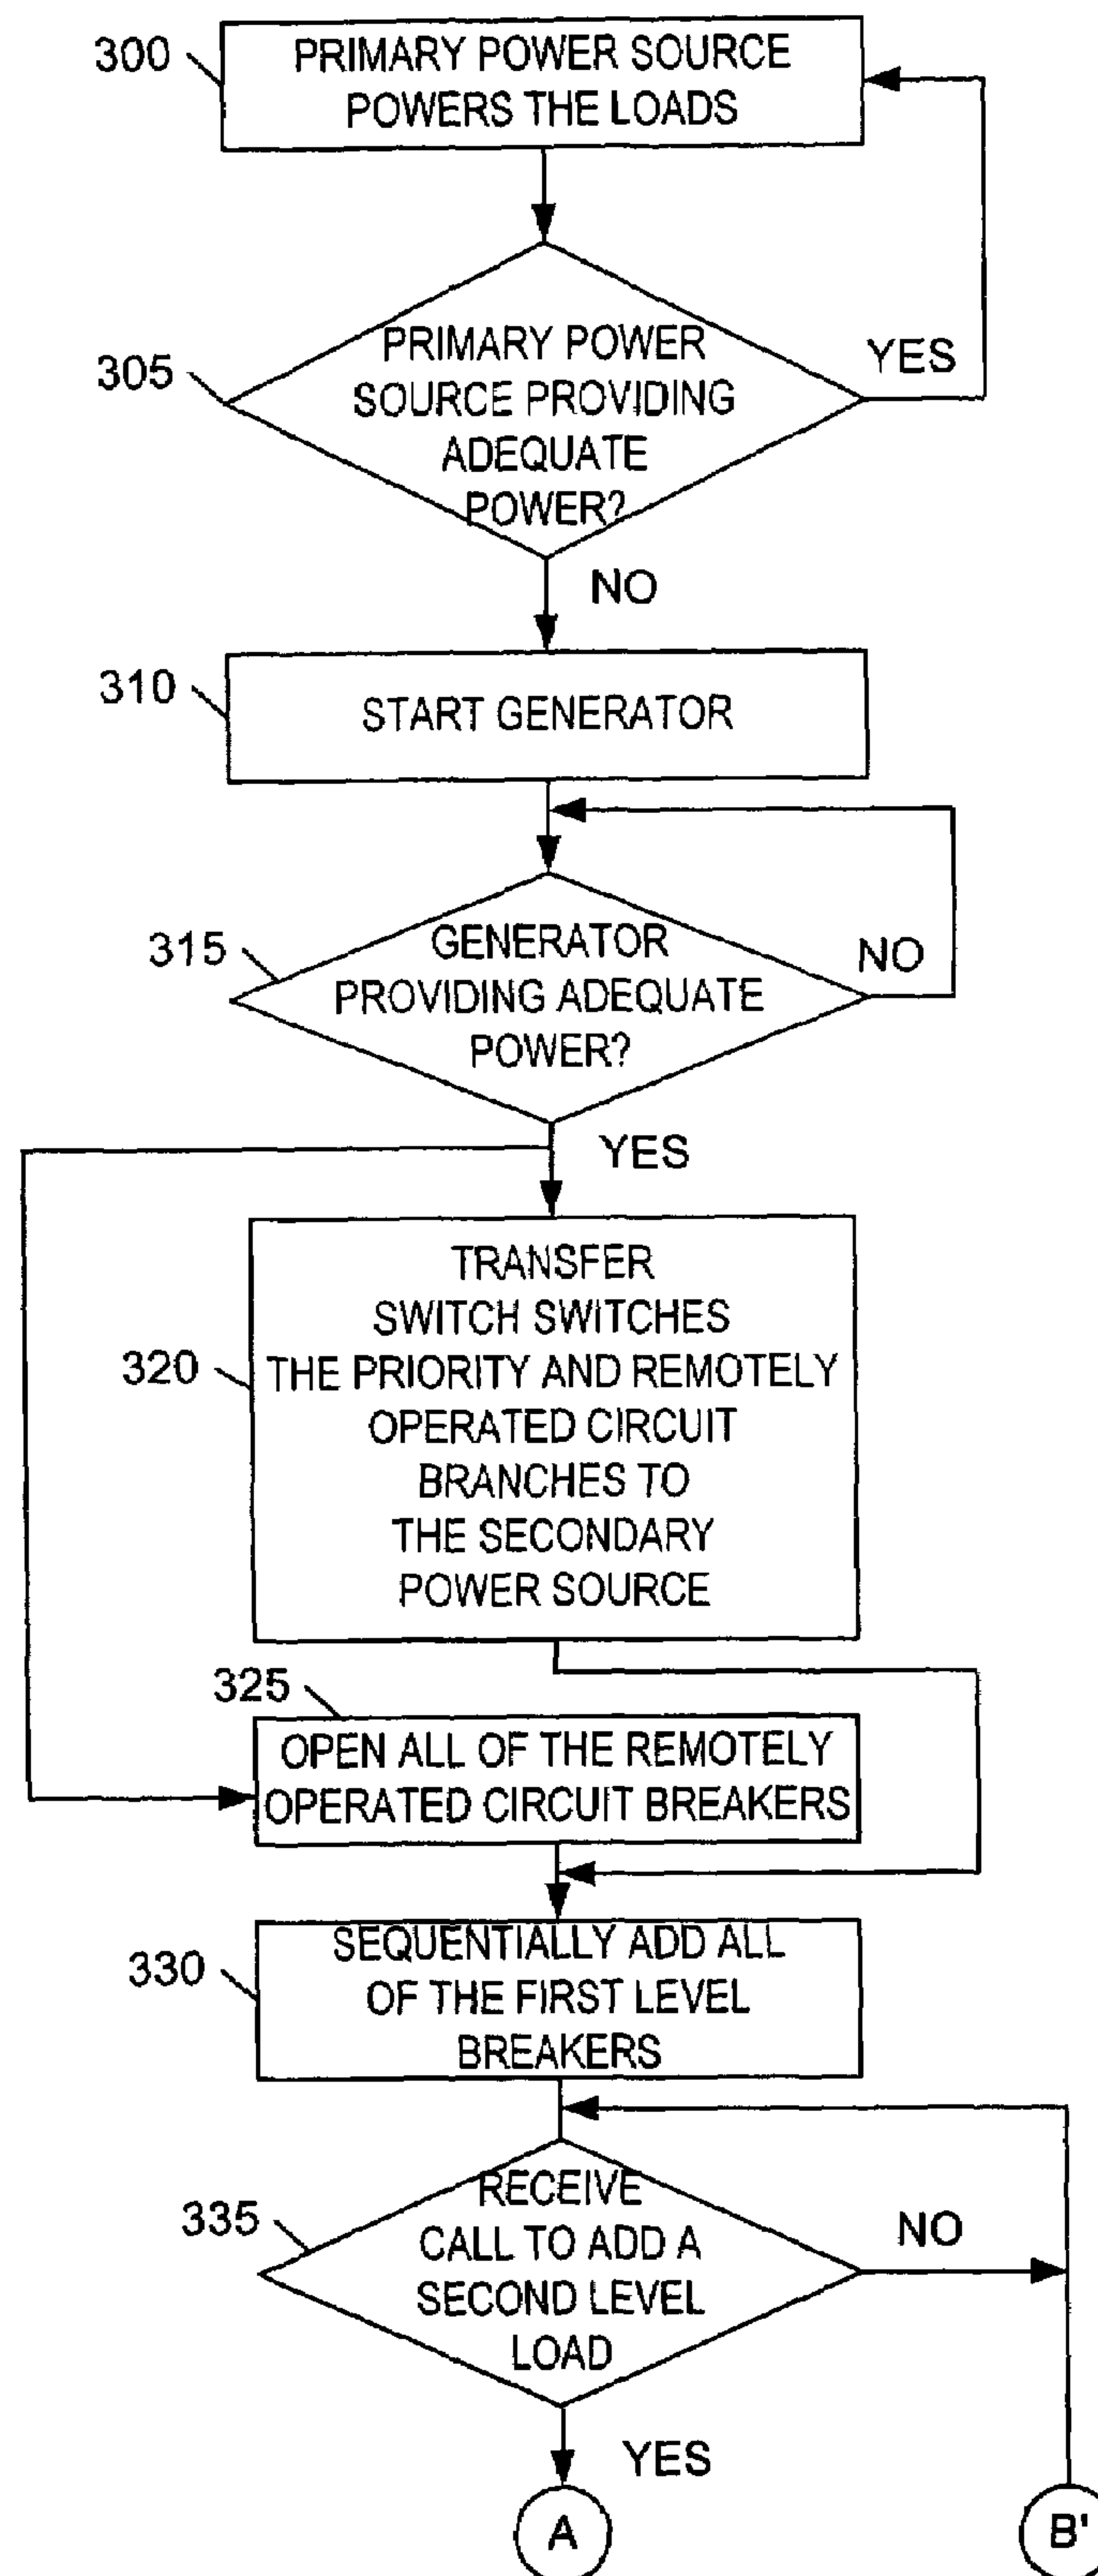 300
PRIMARY POWER SOURCE
POWERS THE LOADS
305
PRIMARY POWER
SOURCE PROVIDING
ADEQUATE
POWER?
YES
NO
310
START GENERATOR
315
GENERATOR
PROVIDING ADEQUATE
POWER?
NO
YES
320
TRANSFER
SWITCH SWITCHES
THE PRIORITY AND REMOTELY
OPERATED CIRCUIT
BRANCHES TO
THE SECONDARY
POWER SOURCE
325
OPEN ALL OF THE REMOTELY
OPERATED CIRCUIT BREAKERS
330
SEQUENTIALLY ADD ALL
OF THE FIRST LEVEL
BREAKERS
335
RECEIVE
CALL TO ADD A
SECOND LEVEL
LOAD
NO
YES
A
B'